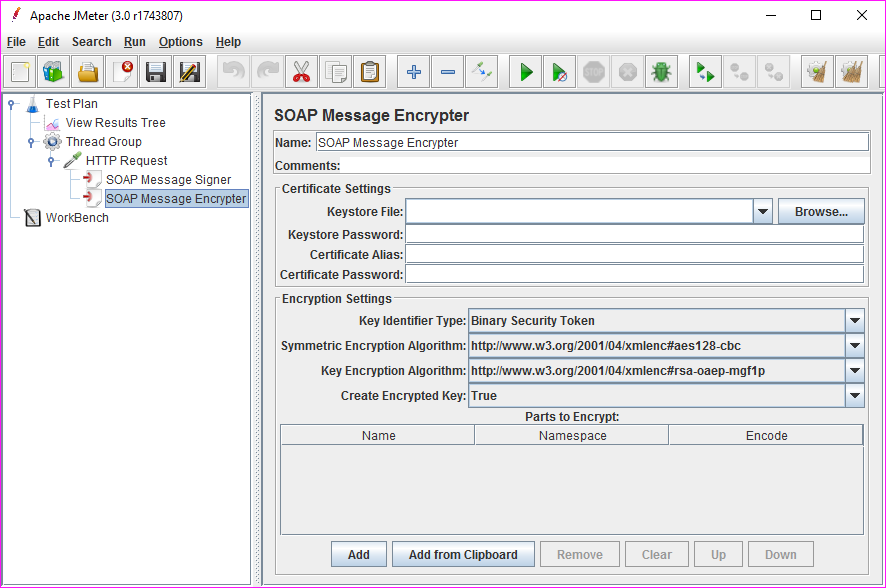 Apache JMeter (3.0 r1743807)
File Edit Search Run Options Help
STOP
Test Plan
View Results Tree
Thread Group
HTTP Request
SOAP Message Signer
SOAP Message Encrypter
WorkBench
SOAP Message Encrypter
Name: SOAP Message Encrypter
Comments:
Certificate Settings
Keystore File:
Browse...
Keystore Password:
Certificate Alias:
Certificate Password:
Encryption Settings
Key Identifier Type: Binary Security Token
Symmetric Encryption Algorithm: http://www.w3.org/2001/04/xmlenc#aes128-cbc
Key Encryption Algorithm: http://www.w3.org/2001/04/xmlenc#rsa-oaep-mgf1p
Create Encrypted Key: True
Parts to Encrypt:
Name Namespace Encode
Add Add from Clipboard Remove Clear Up Down